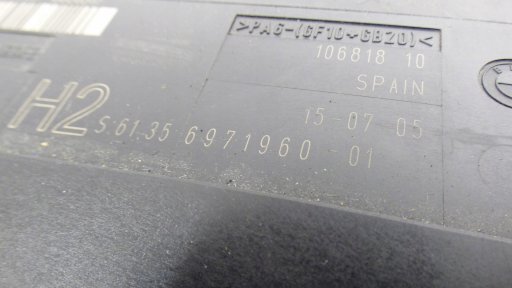 >PA6-(GF10+GB20)<
106818 10
SPAIN
15-07-05
H2 S 61.35 6971960 -01